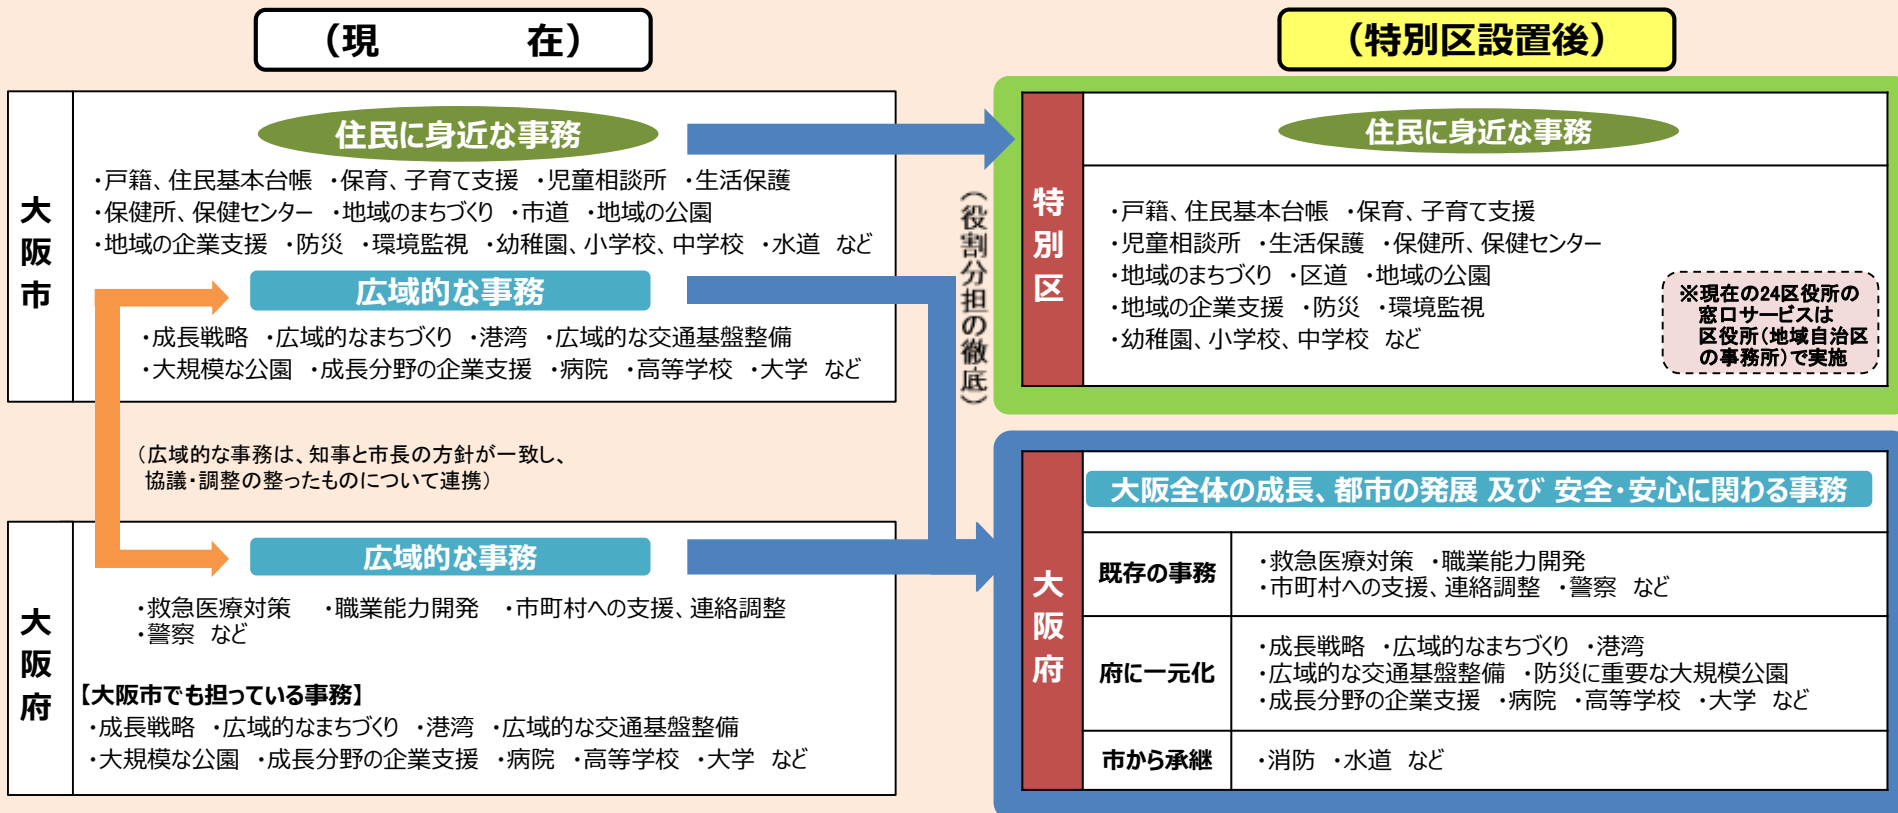 （現　在）
大阪市
住民に身近な事務
・戸籍、住民基本台帳 ・保育、子育て支援 ・児童相談所 ・生活保護
・保健所、保健センター ・地域のまちづくり ・市道 ・地域の公園
・地域の企業支援 ・防災 ・環境監視 ・幼稚園、小学校、中学校 ・水道 など
広域的な事務
・成長戦略 ・広域的なまちづくり ・港湾 ・広域的な交通基盤整備
・大規模な公園 ・成長分野の企業支援 ・病院 ・高等学校 ・大学 など
（広域的な事務は、知事と市長の方針が一致し、
協議・調整の整ったものについて連携）
大阪府
広域的な事務
・救急医療対策 ・職業能力開発 ・市町村への支援、連絡調整
・警察 など
【大阪市でも担っている事務】
・成長戦略 ・広域的なまちづくり ・港湾 ・広域的な交通基盤整備
・大規模な公園 ・成長分野の企業支援 ・病院 ・高等学校 ・大学 など
（役割分担の徹底）
（特別区設置後）
特別区
住民に身近な事務
・戸籍、住民基本台帳 ・保育、子育て支援
・児童相談所 ・生活保護 ・保健所、保健センター
・地域のまちづくり ・区道 ・地域の公園
・地域の企業支援 ・防災 ・環境監視
・幼稚園、小学校、中学校 など
※現在の24区役所の
窓口サービスは
区役所（地域自治区
の事務所）で実施
大阪府
大阪全体の成長、都市の発展 及び 安全・安心に関わる事務
既存の事務
・救急医療対策 ・職業能力開発
・市町村への支援、連絡調整 ・警察 など
府に一元化
・成長戦略 ・広域的なまちづくり ・港湾
・広域的な交通基盤整備 ・防災に重要な大規模公園
・成長分野の企業支援 ・病院 ・高等学校 ・大学 など
市から承継
・消防 ・水道 など